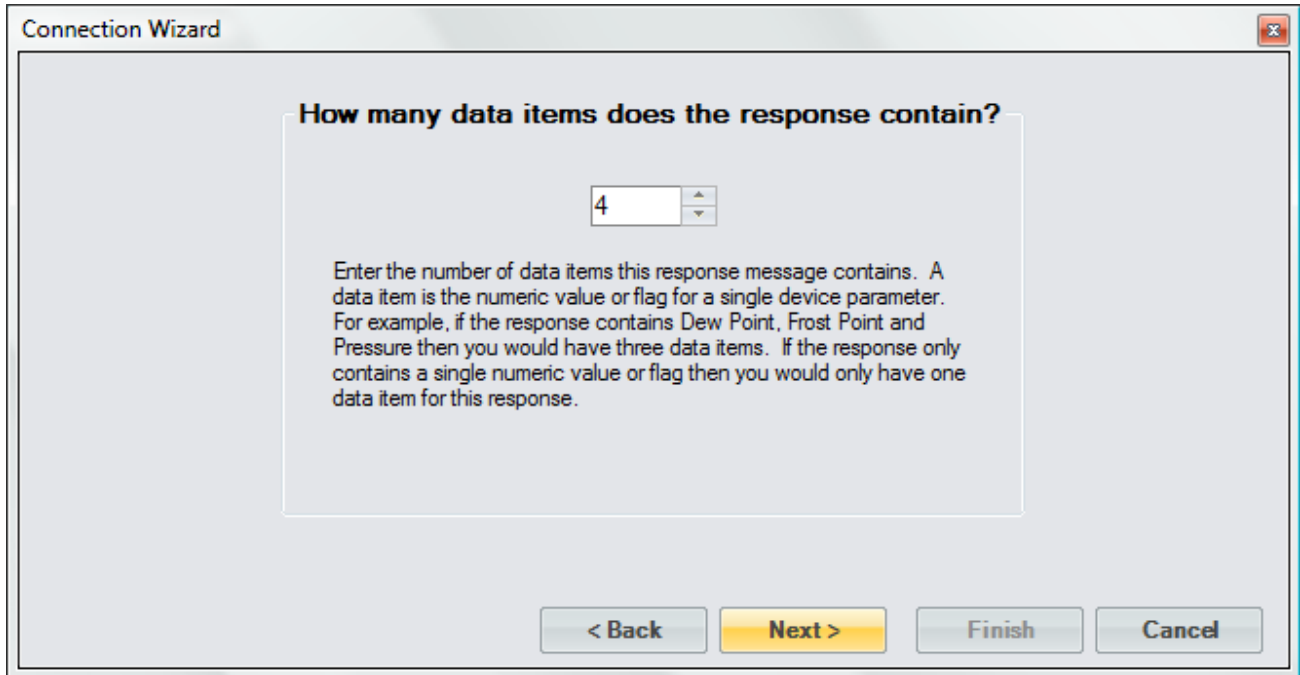 Connection Wizard
How many data items does the response contain?
4
Enter the number of data items this response message contains. A
data item is the numeric value or flag for a single device parameter.
For example, if the response contains Dew Point, Frost Point and
Pressure then you would have three data items. If the response only
contains a single numeric value or flag then you would only have one
data item for this response.
< Back Next > Finish Cancel